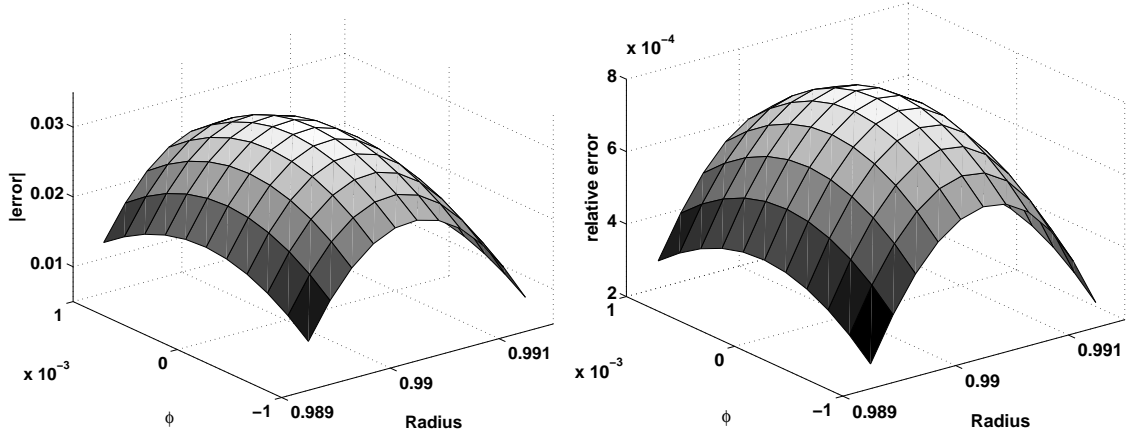 0.03
0.02
0.01
|error|
1
0
−1
x 10−3
ϕ
0.989
0.99
0.991
Radius
x 10−4
8
6
4
2
relative error
1
0
−1
x 10−3
ϕ
0.989
0.99
0.991
Radius